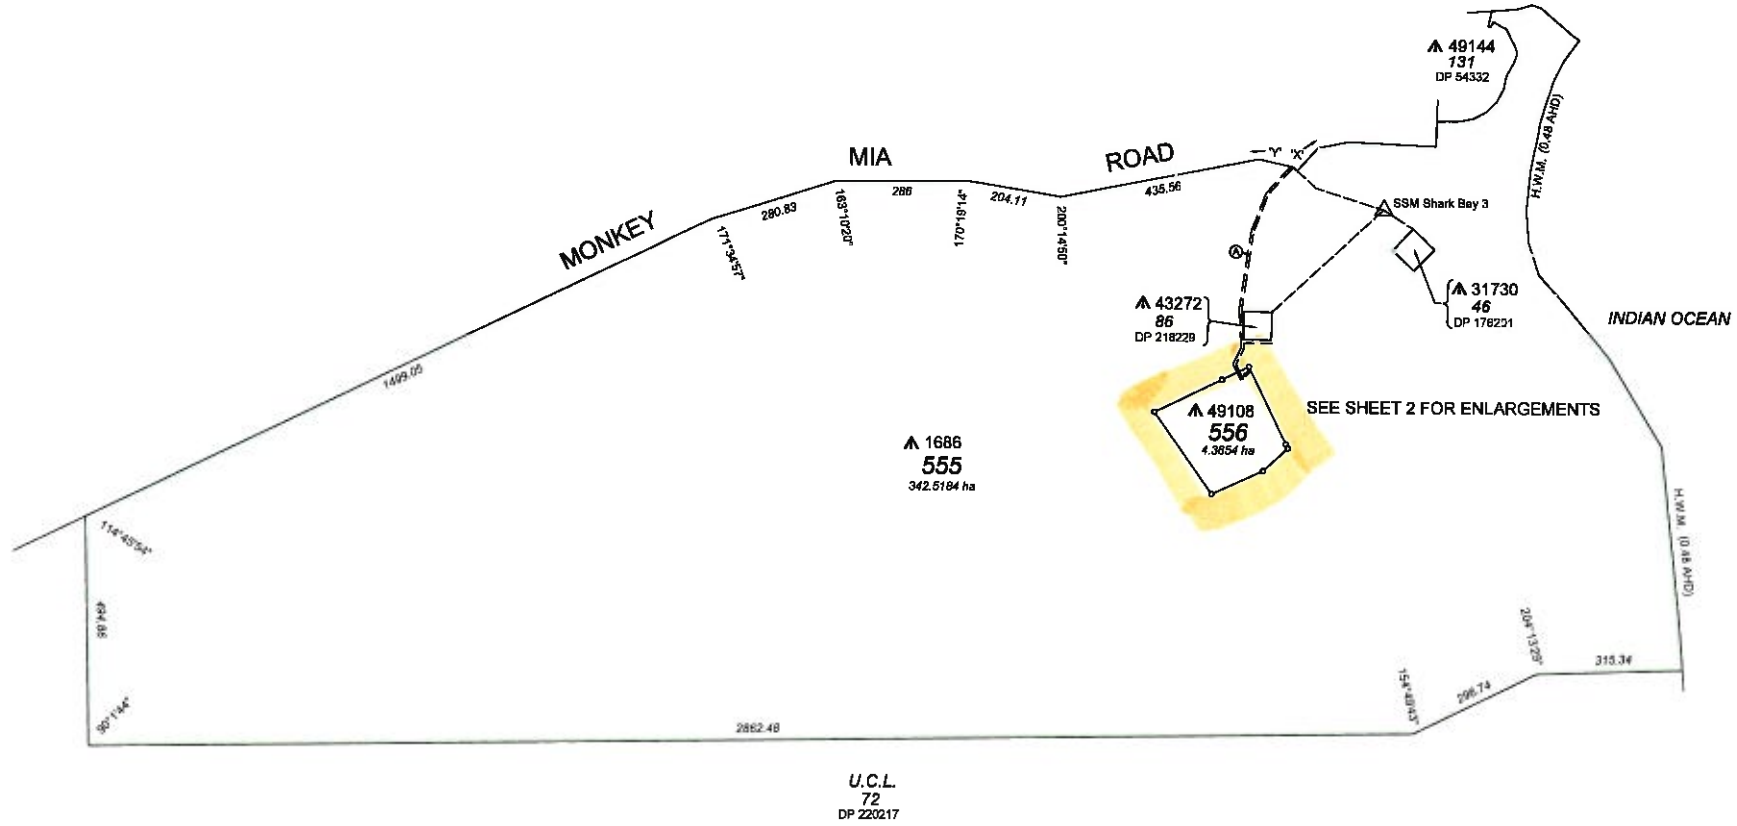 49144
131
DP 54332
H.W.M. (0.48 AHD)
MONKEY MIA ROAD
'Y' 'X'
1499.05
280.83
286
204.11
435.56
171°34'57"
163°10'20"
170°19'14"
200°14'50"
SSM Shark Bay 3
A
43272
86
DP 218229
31730
46
DP 176201
INDIAN OCEAN
SEE SHEET 2 FOR ENLARGEMENTS
49108
556
4.3654 ha
1686
555
342.5184 ha
114°45'54"
494.86
90°1'44"
2862.48
154°49'43"
298.74
204°13'29"
315.34
H.W.M. (0.48 AHD)
U.C.L.
72
DP 220217